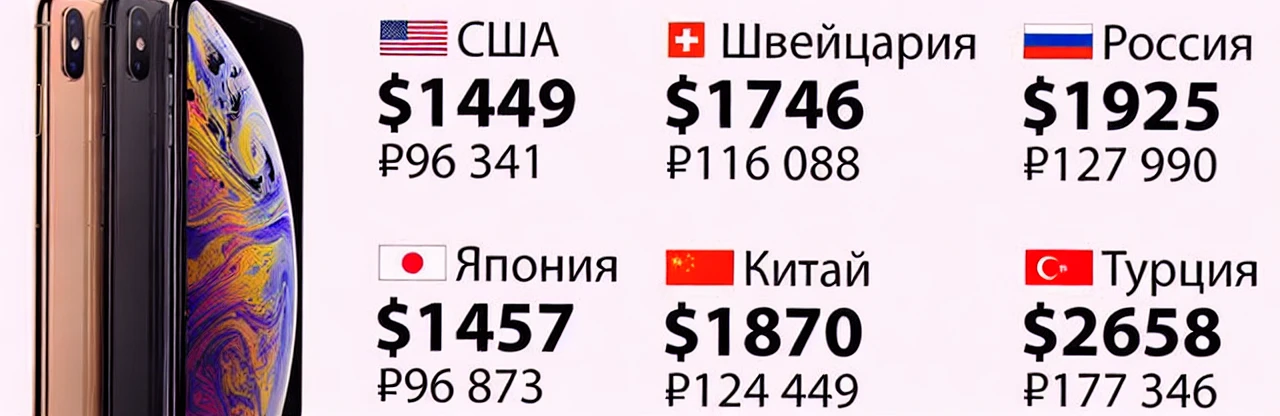 США
$1449
₽96 341
Швейцария
$1746
₽116 088
Россия
$1925
₽127 990
Япония
$1457
₽96 873
Китай
$1870
₽124 449
Турция
$2658
₽177 346